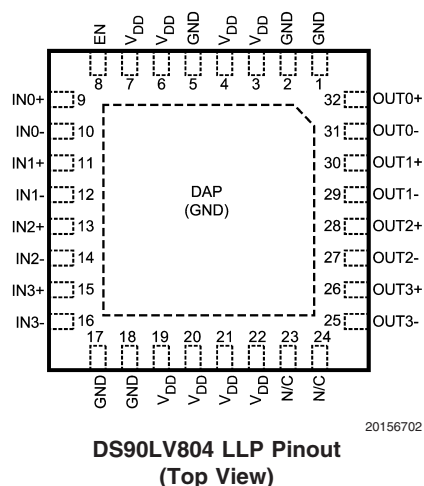 EN VDD VDD GND VDD VDD GND GND
8 7 6 5 4 3 2 1
IN0+ 9 32 OUT0+
IN0- 10 31 OUT0-
IN1+ 11 30 OUT1+
IN1- 12 DAP 29 OUT1-
(GND)
IN2+ 13 28 OUT2+
IN2- 14 27 OUT2-
IN3+ 15 26 OUT3+
IN3- 16 25 OUT3-
17 18 19 20 21 22 23 24
GND GND VDD VDD VDD VDD N/C N/C
20156702
DS90LV804 LLP Pinout
(Top View)